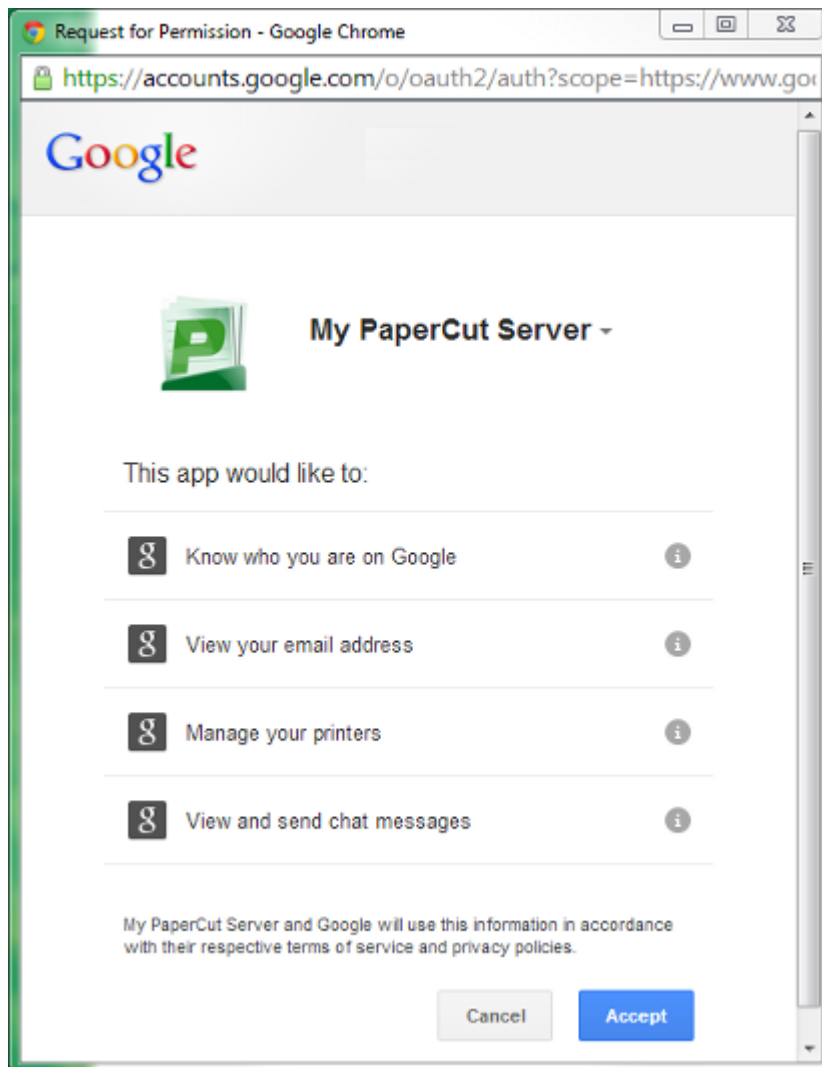 Request for Permission - Google Chrome
https://accounts.google.com/o/oauth2/auth?scope=https://www.goo
Google
P
My PaperCut Server
This app would like to:
g Know who you are on Google i
g View your email address i
g Manage your printers i
g View and send chat messages i
My PaperCut Server and Google will use this information in accordance
with their respective terms of service and privacy policies.
Cancel Accept